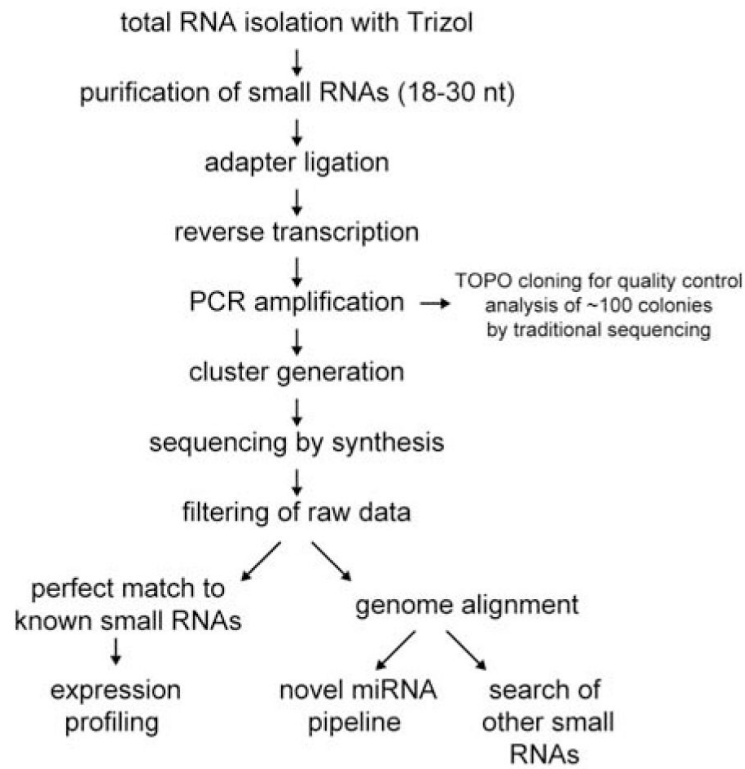 total RNA isolation with Trizol
purification of small RNAs (18-30 nt)
adapter ligation
reverse transcription
PCR amplification
TOPO cloning for quality control
analysis of ~100 colonies
by traditional sequencing
cluster generation
sequencing by synthesis
filtering of raw data
perfect match to
known small RNAs
genome alignment
expression
profiling
novel miRNA
pipeline
search of
other small
RNAs